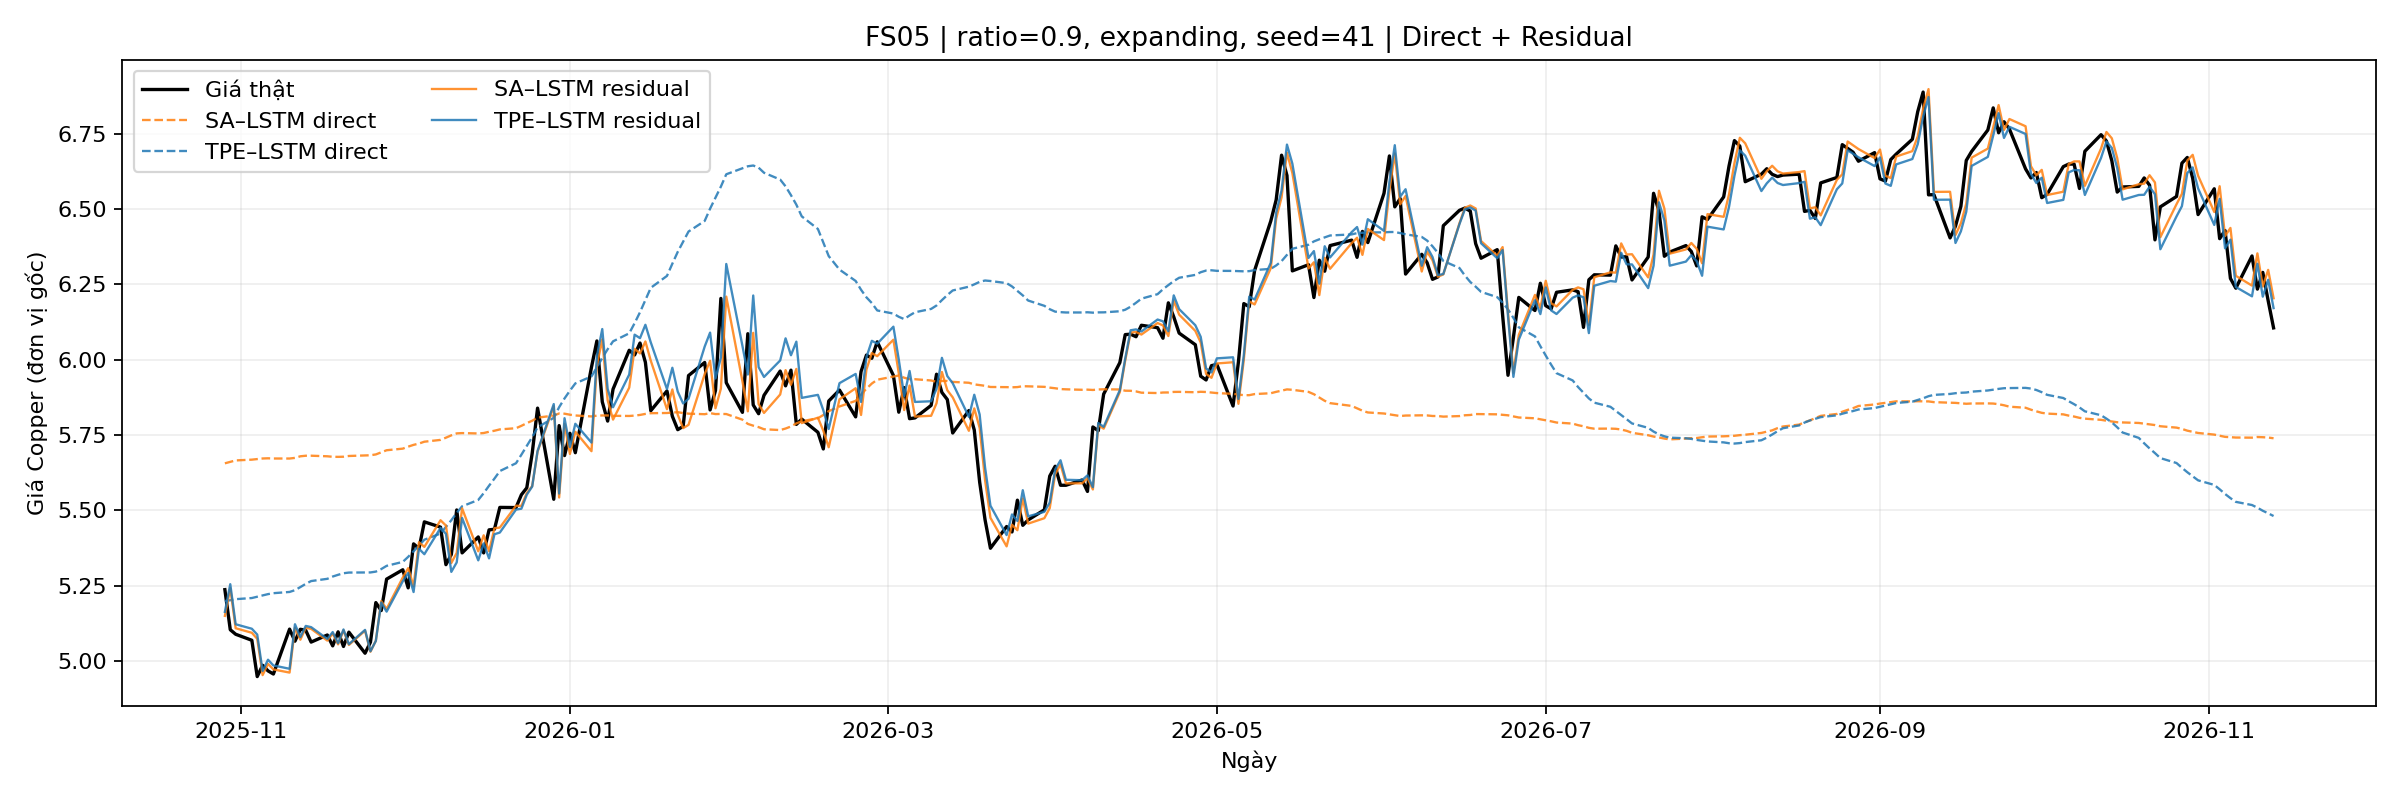 FS05 | ratio=0.9, expanding, seed=41 | Direct + Residual
Giá thật
SA–LSTM direct
TPE–LSTM direct
SA–LSTM residual
TPE–LSTM residual
Giá Copper (đơn vị gốc)
6.75
6.50
6.25
6.00
5.75
5.50
5.25
5.00
2025-11
2026-01
2026-03
2026-05
2026-07
2026-09
2026-11
Ngày